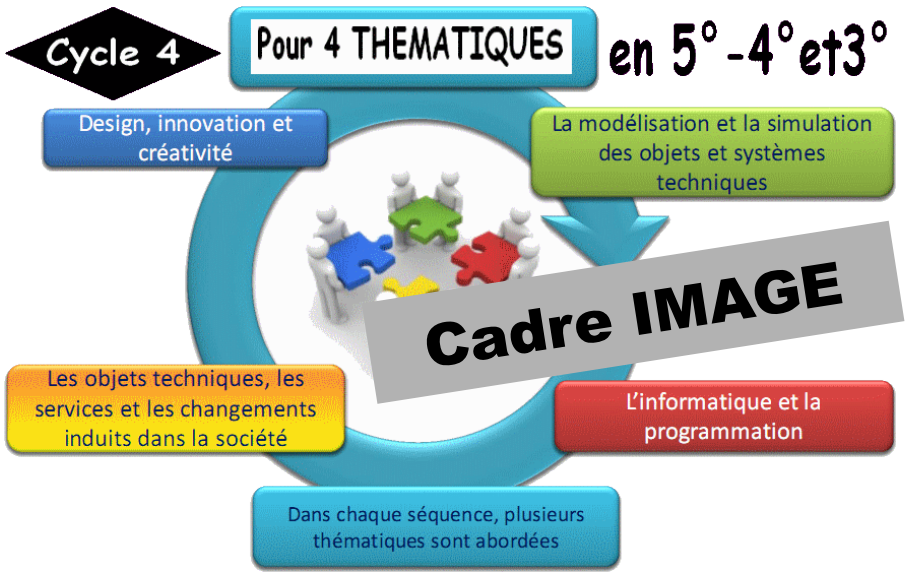 Cycle 4
Pour 4 THEMATIQUES
en 5° -4° et3°
Design, innovation et
créativité
La modélisation et la simulation
des objets et systèmes
techniques
Cadre IMAGE
Les objets techniques, les
services et les changements
induits dans la société
L'informatique et la
programmation
Dans chaque séquence, plusieurs
thématiques sont abordées